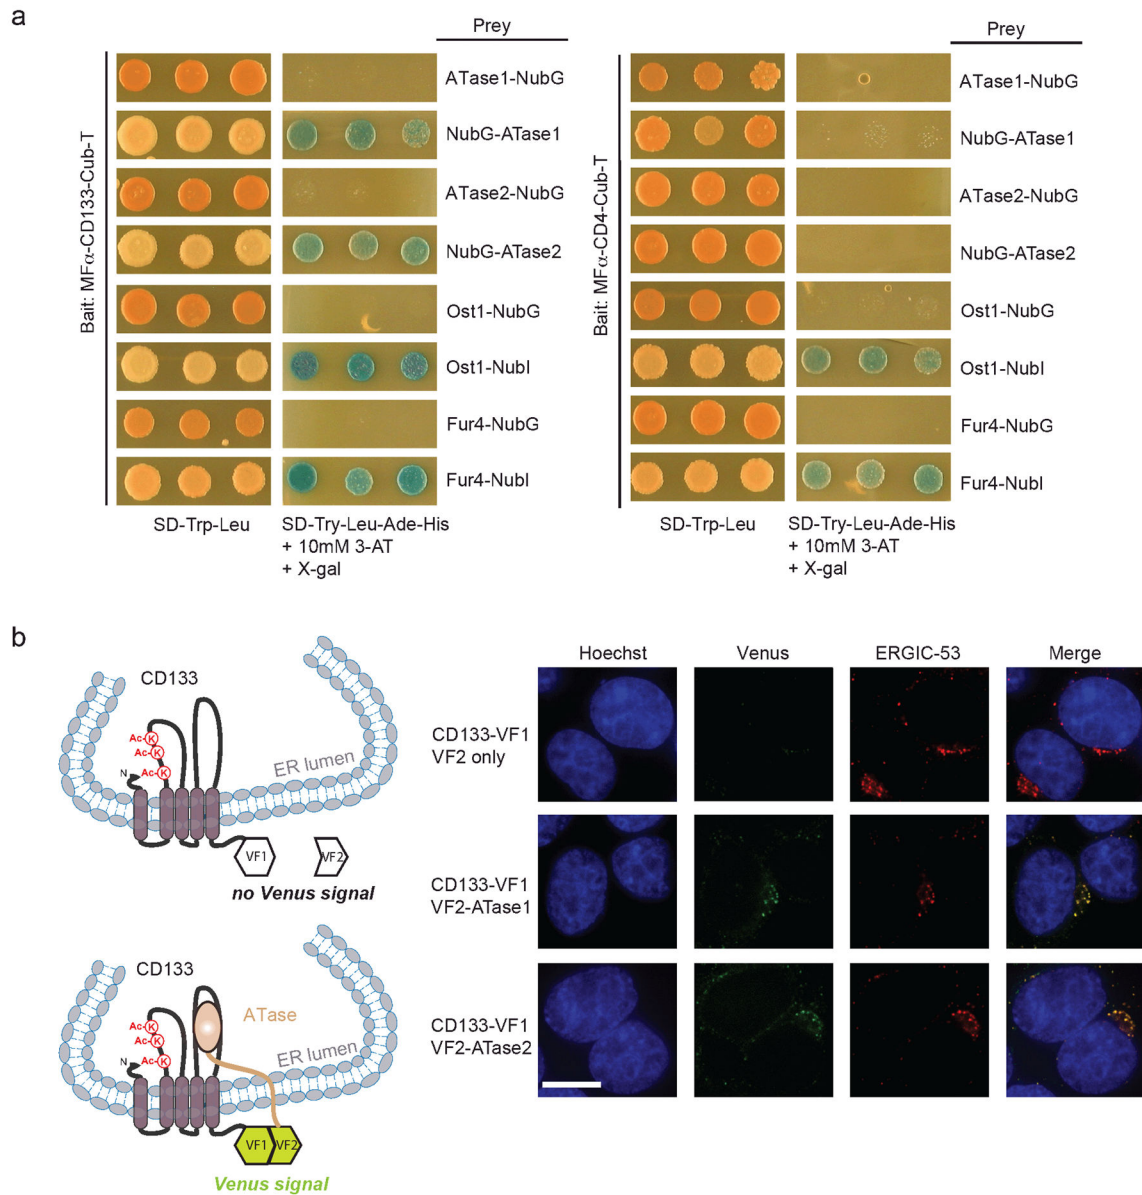 a
Prey
Bait: MFα-CD133-Cub-T
ATase1-NubG
NubG-ATase1
ATase2-NubG
NubG-ATase2
Ost1-NubG
Ost1-NubI
Fur4-NubG
Fur4-NubI
SD-Trp-Leu
SD-Try-Leu-Ade-His
+ 10mM 3-AT
+ X-gal
Prey
Bait: MFα-CD4-Cub-T
ATase1-NubG
NubG-ATase1
ATase2-NubG
NubG-ATase2
Ost1-NubG
Ost1-NubI
Fur4-NubG
Fur4-NubI
SD-Trp-Leu
SD-Try-Leu-Ade-His
+ 10mM 3-AT
+ X-gal
b
CD133
Ac-K
Ac-K
Ac-K
N
ER lumen
VF1
VF2
no Venus signal
CD133
Ac-K
Ac-K
Ac-K
N
ATase
ER lumen
VF1
VF2
Venus signal
Hoechst
Venus
ERGIC-53
Merge
CD133-VF1
VF2 only
CD133-VF1
VF2-ATase1
CD133-VF1
VF2-ATase2